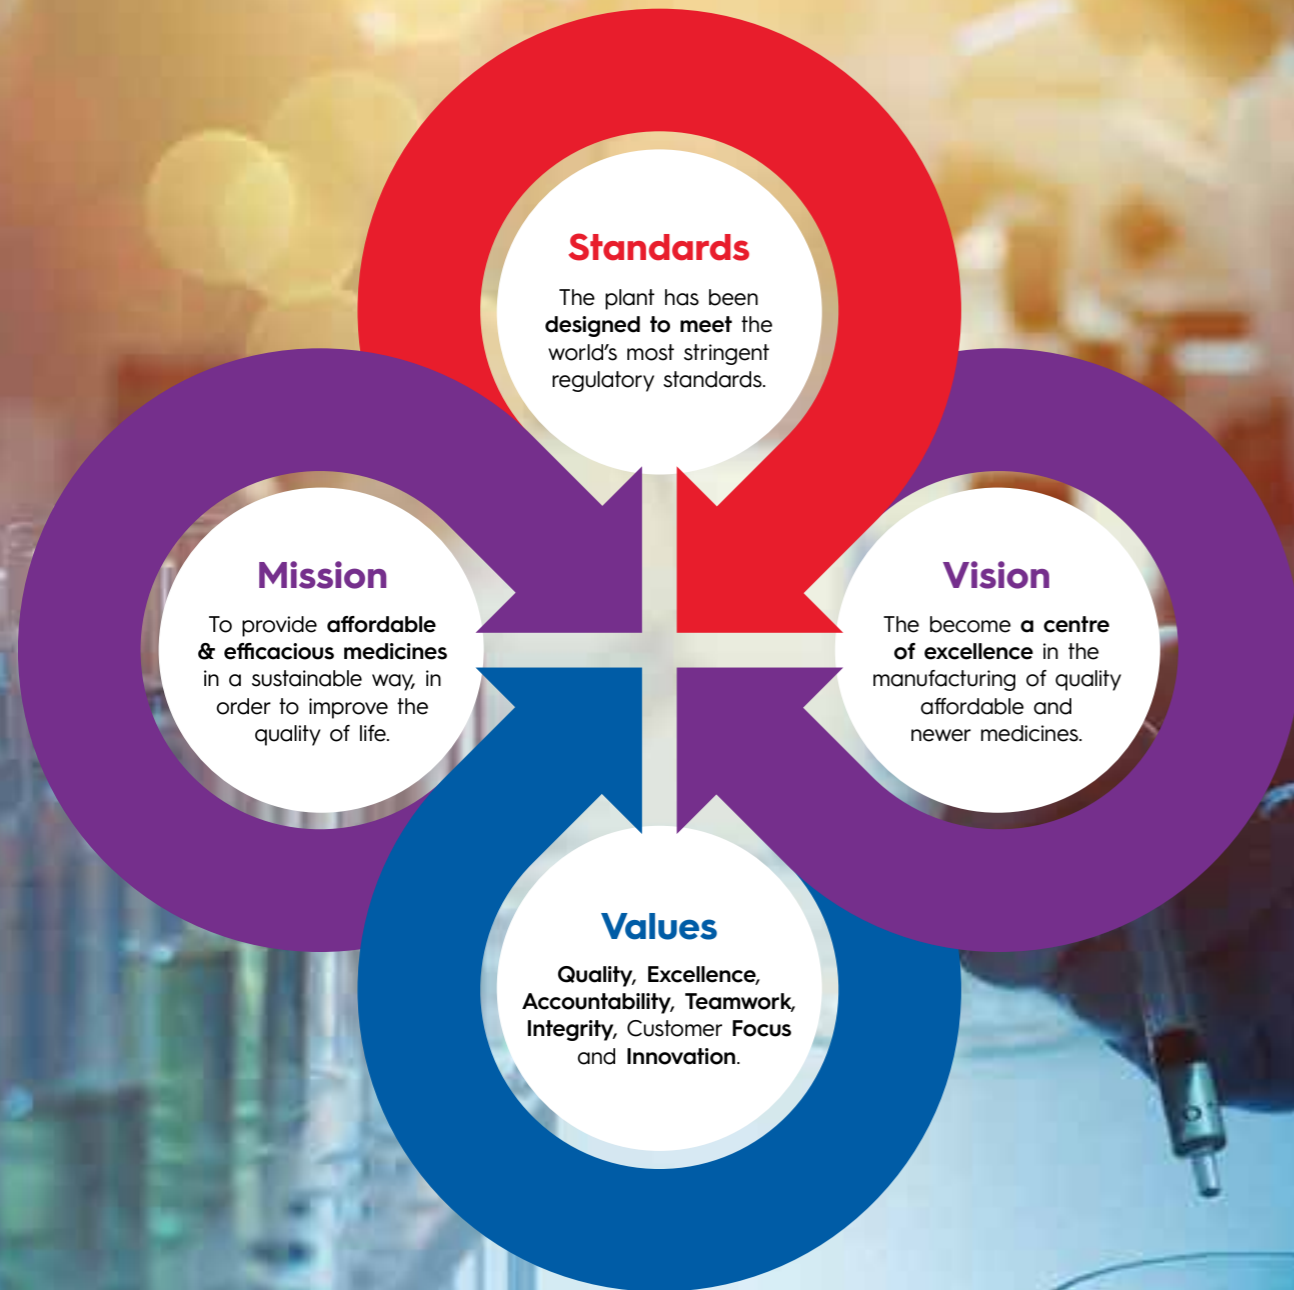 Standards
The plant has been
designed to meet the
world's most stringent
regulatory standards.
Mission
To provide affordable
& efficacious medicines
in a sustainable way, in
order to improve the
quality of life.
Vision
The become a centre
of excellence in the
manufacturing of quality
affordable and
newer medicines.
Values
Quality, Excellence,
Accountability, Teamwork,
Integrity, Customer Focus
and Innovation.